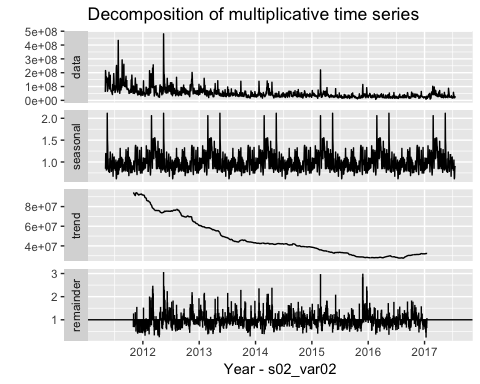 Decomposition of multiplicative time series
5e+08
4e+08
3e+08
2e+08
1e+08
0e+00
data
2.0
1.5
1.0
seasonal
8e+07
6e+07
4e+07
trend
3
2
1
remainder
2012 2013 2014 2015 2016 2017
Year - s02_var02